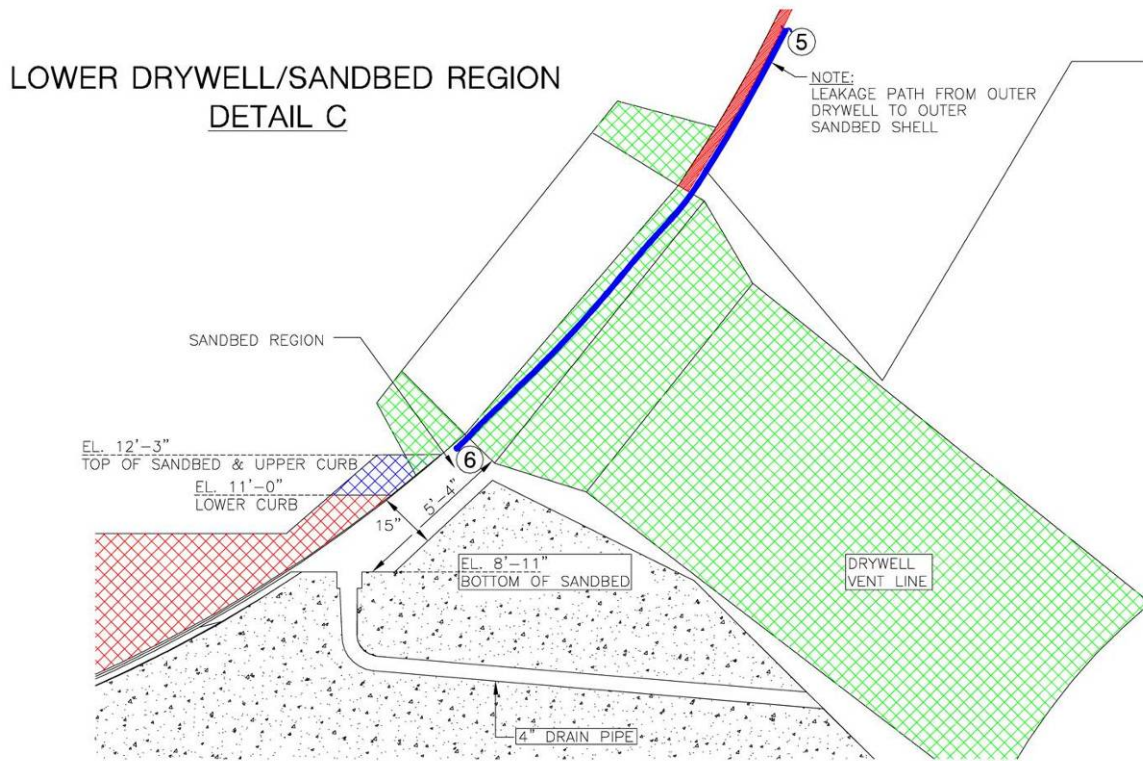 LOWER DRYWELL/SANDBED REGION
DETAIL C
5
NOTE:
LEAKAGE PATH FROM OUTER
DRYWELL TO OUTER
SANDBED SHELL
SANDBED REGION
EL. 12'-3"
TOP OF SANDBED & UPPER CURB
6
EL. 11'-0"
LOWER CURB
5'-4"
15"
EL. 8'-11"
BOTTOM OF SANDBED
DRYWELL
VENT LINE
4" DRAIN PIPE